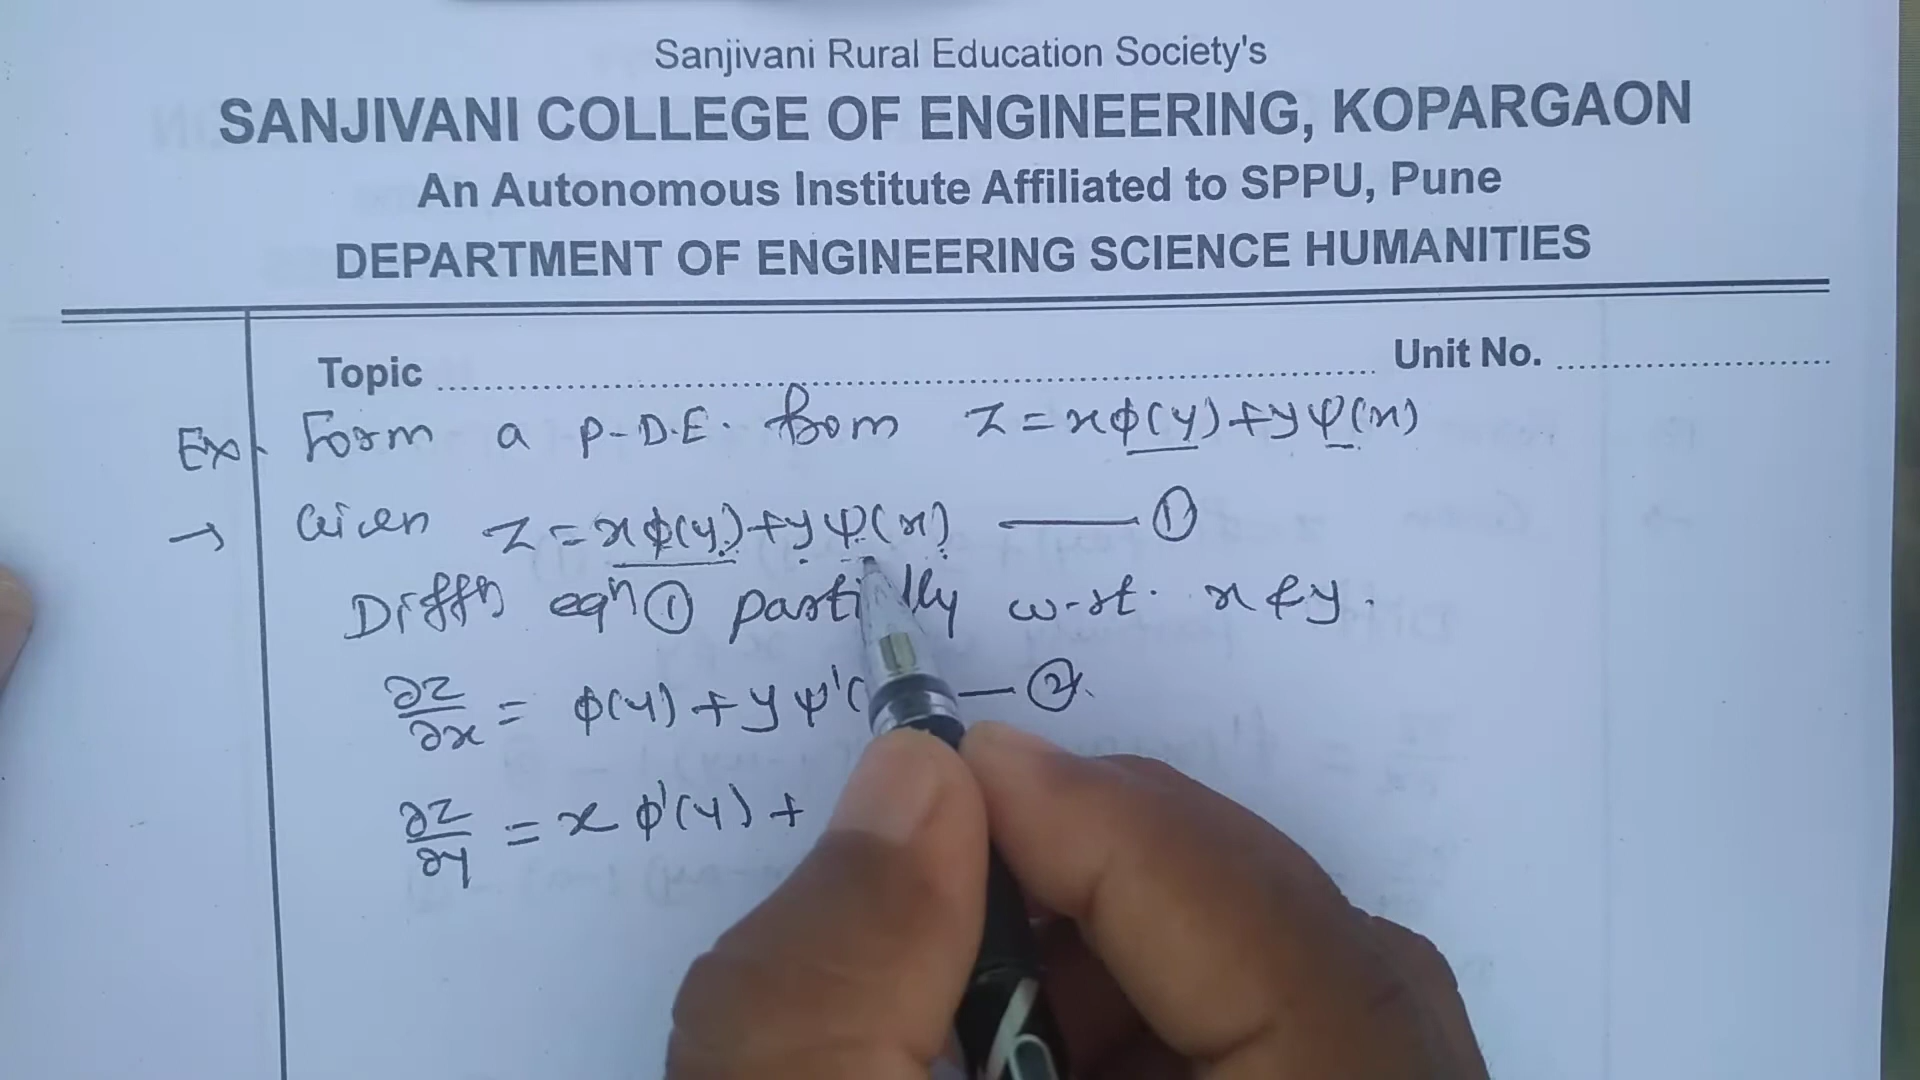 Sanjivani Rural Education Society's
SANJIVANI COLLEGE OF ENGINEERING, KOPARGAON
An Autonomous Institute Affiliated to SPPU, Pune
DEPARTMENT OF ENGINEERING SCIENCE HUMANITIES
Topic ........ Unit No. ........
Ex. Form a P.D.E. from z = xϕ(y) + yψ(x)
→ Given z = xϕ(y) + yψ(x) —— ①
Diffn eqn ① partially w.r.t. x & y.
∂z/∂x = ϕ(y) + yψ'( — ②
∂z/∂y = xϕ'(y) +